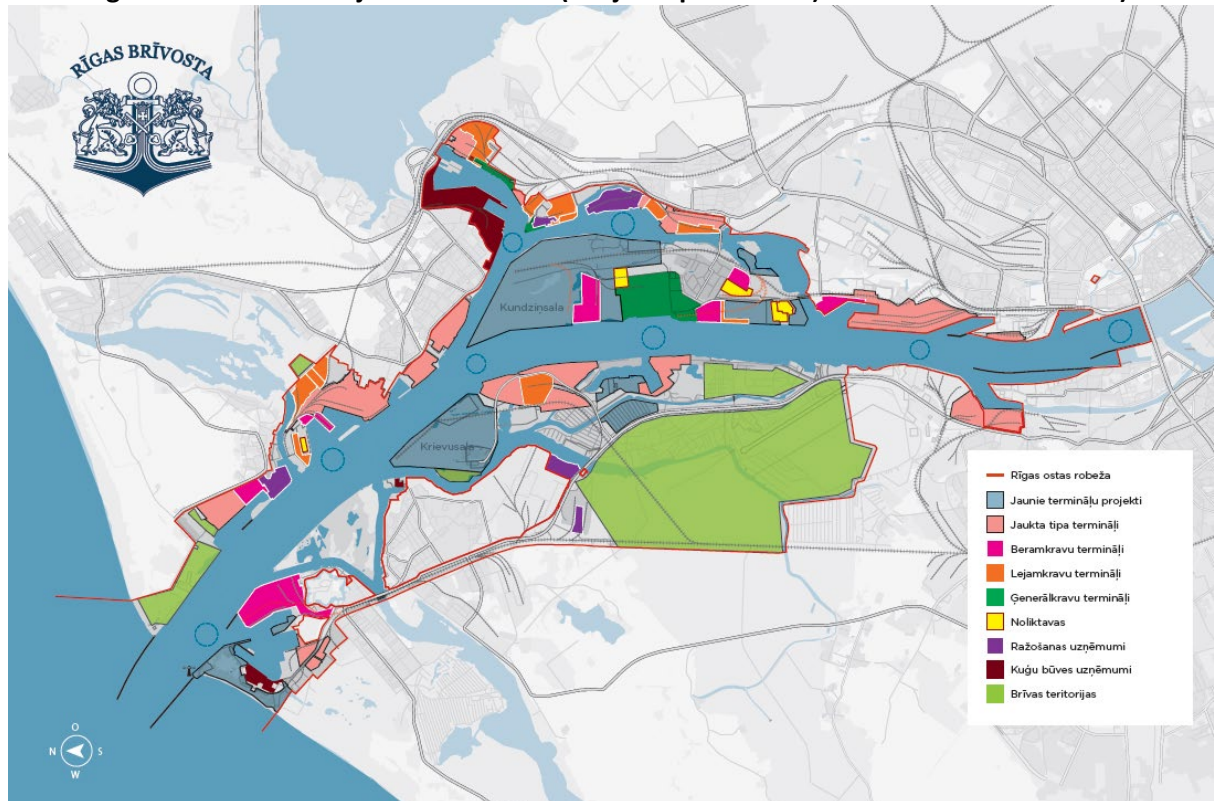 RĪGAS BRĪVOSTA
Kundziņsala
Krievusala
Rīgas ostas robeža
Jaunie termināļu projekti
Jaukta tipa termināļi
Beramkravu termināļi
Lejamkravu termināļi
Ģenerālkravu termināļi
Noliktavas
Ražošanas uzņēmumi
Kuģu būves uzņēmumi
Brīvas teritorijas
O
N S
W